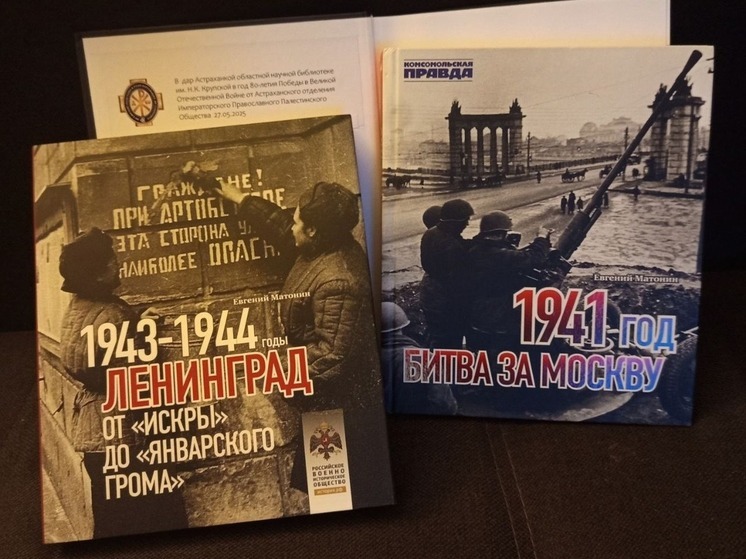 В дар Астраханской областной научной библиотеке
им. Н.К. Крупской в год 80-летия Победы в Великой
Отечественной Войне от Астраханского отделения
Императорского Православного Палестинского
Общества 27.05.2025
ГРАЖДАНЕ!
ПРИ АРТОБСТРЕЛЕ
ЭТА СТОРОНА
НАИБОЛЕЕ ОПАСН
Евгений Матонин
1943-1944 годы
ЛЕНИНГРАД
ОТ «ИСКРЫ»
ДО «ЯНВАРСКОГО
ГРОМА»
РОССИЙСКОЕ
ВОЕННО
ИСТОРИЧЕСКОЕ
ОБЩЕСТВО
КОМСОМОЛЬСКАЯ
ПРАВДА
Евгений Матонин
1941 ГОД
БИТВА ЗА МОСКВУ